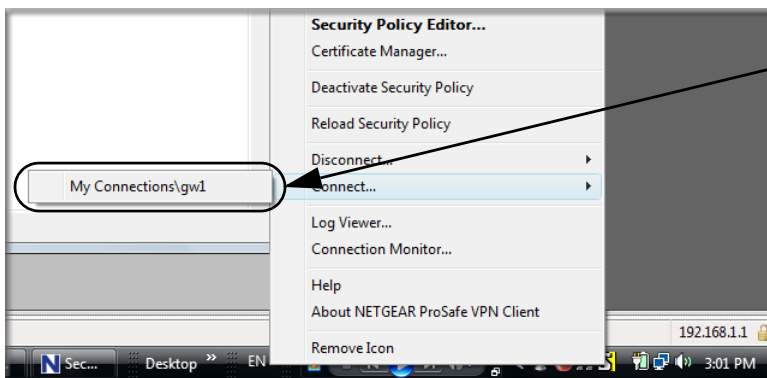 Security Policy Editor...
Certificate Manager...
Deactivate Security Policy
Reload Security Policy
Disconnect...
My Connections\gw1
Connect...
Log Viewer...
Connection Monitor...
Help
About NETGEAR ProSafe VPN Client
Remove Icon
192.168.1.1
Sec...
Desktop
EN
3:01 PM